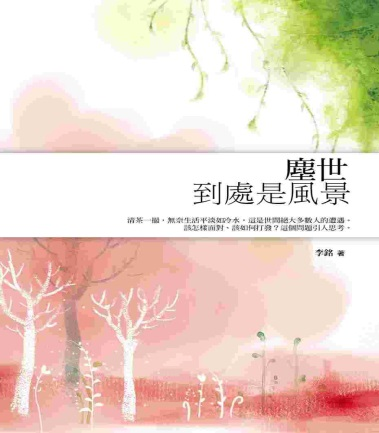 塵世
到處是風景
清茶一撮，無奈生活平淡如冷水，這是世間絕大多數人的遭遇。
該怎樣面對、該如何打發？這個問題引人思考。
李銘 著